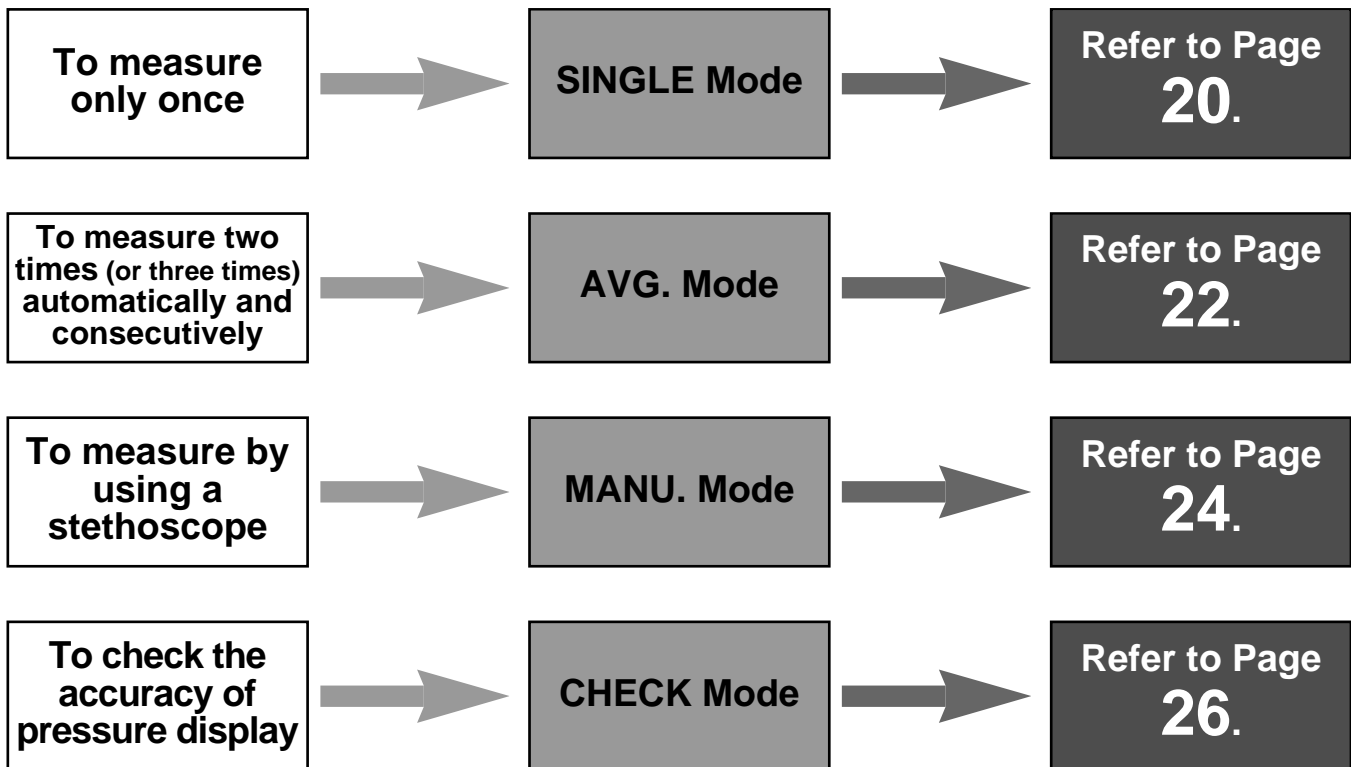 To measure
only once
SINGLE Mode
Refer to Page
20.
To measure two
times (or three times)
automatically and
consecutively
AVG. Mode
Refer to Page
22.
To measure by
using a
stethoscope
MANU. Mode
Refer to Page
24.
To check the
accuracy of
pressure display
CHECK Mode
Refer to Page
26.